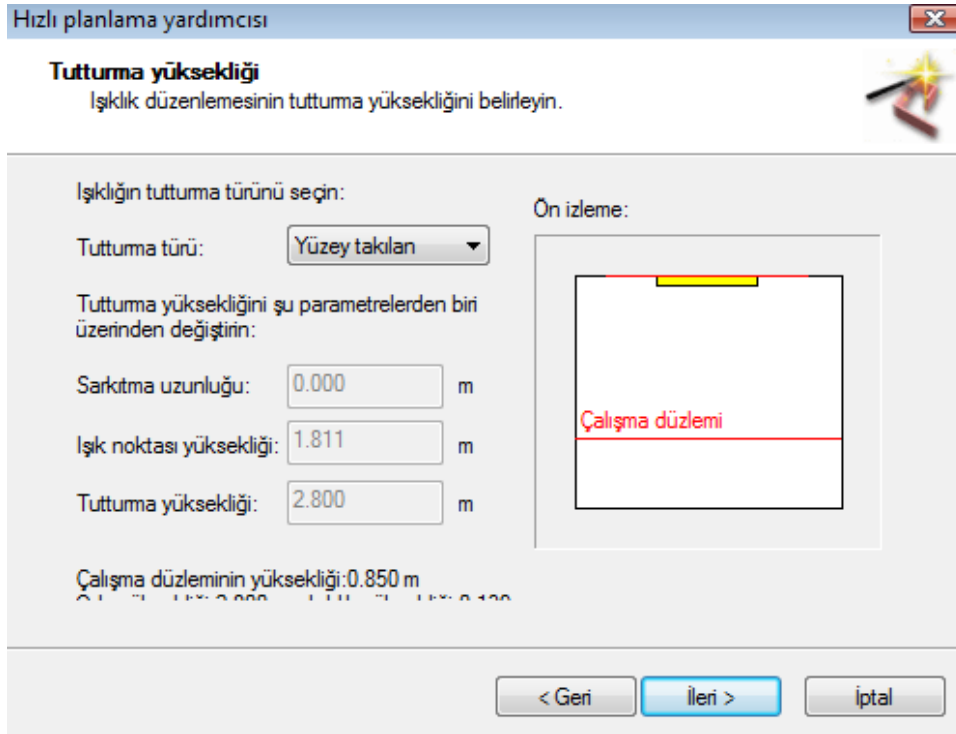 Hızlı planlama yardımcısı
Tutturma yüksekliği
Işıklık düzenlemesinin tutturma yüksekliğini belirleyin.
Işıklığın tutturma türünü seçin:
Ön izleme:
Tutturma türü:
Yüzey takılan
Tutturma yüksekliğini şu parametrelerden biri
üzerinden değiştirin:
Sarkıtma uzunluğu:
0.000
m
Çalışma düzlemi
Işık noktası yüksekliği:
1.811
m
Tutturma yüksekliği:
2.800
m
Çalışma düzleminin yüksekliği:0.850 m
< Geri
İleri >
İptal